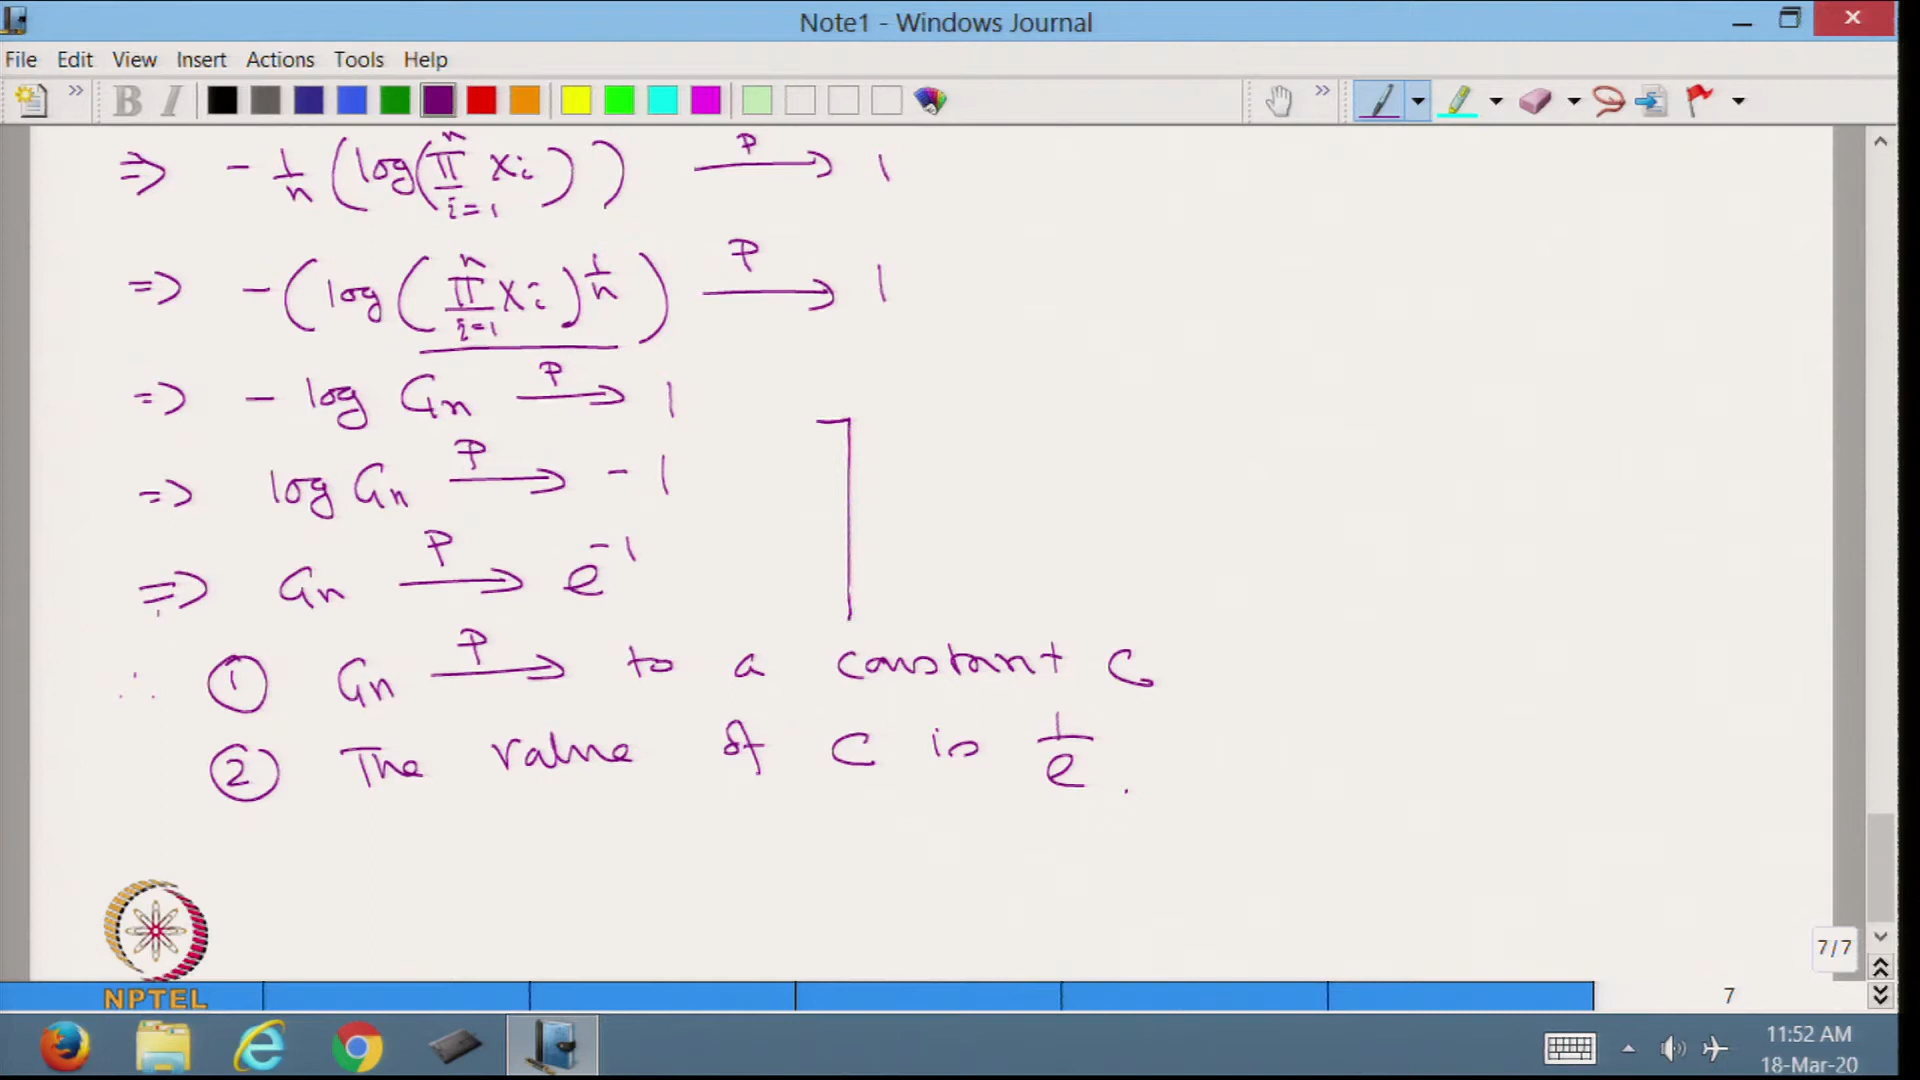 Note1 - Windows Journal
File Edit View Insert Actions Tools Help
B I
⇒ - 1/n (log(∏_{i=1}^{n} Xi)) →^P 1
⇒ - (log(∏_{i=1}^{n} Xi)^{1/n}) →^P 1
⇒ - log Gn →^P 1
⇒ log Gn →^P -1
⇒ Gn →^P e^{-1}
∴ ① Gn →^P to a constant C
② The value of C is 1/e.
7/7
NPTEL
7
11:52 AM
18-Mar-20